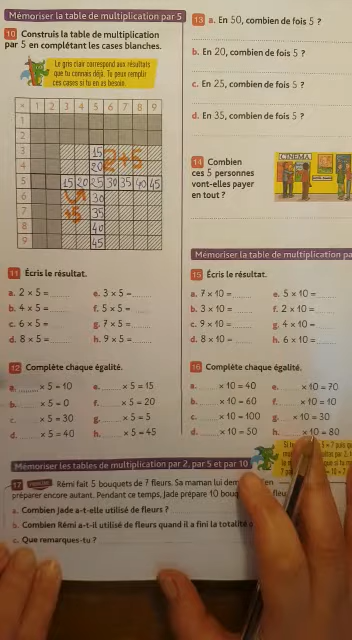 Mémoriser la table de multiplication par 5
10 Construis la table de multiplication
par 5 en complétant les cases blanches.
Le gris clair correspond aux résultats
que tu connais déjà. Tu peux remplir
ces cases si tu en as besoin.
× 1 2 3 4 5 6 7 8 9
1
2
3 15
4 20
5 15 20 25 30 35 40 45
6 30
7 35
8 40
9 45
11 Écris le résultat.
a. 2 × 5 =
b. 4 × 5 =
c. 6 × 5 =
d. 8 × 5 =
e. 3 × 5 =
f. 5 × 5 =
g. 7 × 5 =
h. 9 × 5 =
12 Complète chaque égalité.
a. × 5 = 10
b. × 5 = 0
c. × 5 = 30
d. × 5 = 40
e. × 5 = 15
f. × 5 = 20
g. × 5 = 5
h. × 5 = 45
13 a. En 50, combien de fois 5 ?
b. En 20, combien de fois 5 ?
c. En 25, combien de fois 5 ?
d. En 35, combien de fois 5 ?
14 Combien
ces 5 personnes
vont-elles payer
en tout ?
CINEMA
Mémoriser la table de multiplication pa
15 Écris le résultat.
a. 7 × 10 =
b. 3 × 10 =
c. 9 × 10 =
d. 8 × 10 =
e. 5 × 10 =
f. 2 × 10 =
g. 4 × 10 =
h. 6 × 10 =
16 Complète chaque égalité.
a. × 10 = 40
b. × 10 = 60
c. × 10 = 100
d. × 10 = 50
e. × 10 = 70
f. × 10 = 10
g. × 10 = 30
h. × 10 = 80
Mémoriser les tables de multiplication par 2, par 5 et par 10
17 Rémi fait 5 bouquets de 7 fleurs. Sa maman lui dem
préparer encore autant. Pendant ce temps, Jade prépare 10 bouq
a. Combien Jade a-t-elle utilisé de fleurs ?
b. Combien Rémi a-t-il utilisé de fleurs quand il a fini la totalité
c. Que remarques-tu ?